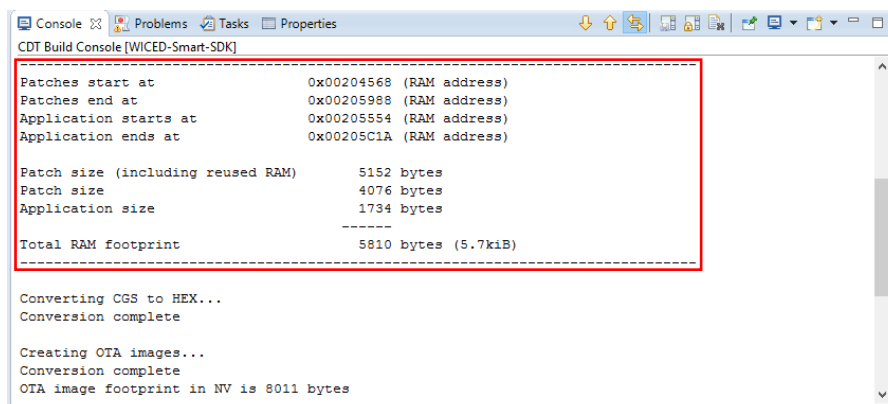 Console Problems Tasks Properties
CDT Build Console [WICED-Smart-SDK]
--------------------------------------------------------------------------------
Patches start at 0x00204568 (RAM address)
Patches end at 0x00205988 (RAM address)
Application starts at 0x00205554 (RAM address)
Application ends at 0x00205C1A (RAM address)
Patch size (including reused RAM) 5152 bytes
Patch size 4076 bytes
Application size 1734 bytes
------
Total RAM footprint 5810 bytes (5.7kiB)
--------------------------------------------------------------------------------
Converting CGS to HEX...
Conversion complete
Creating OTA images...
Conversion complete
OTA image footprint in NV is 8011 bytes